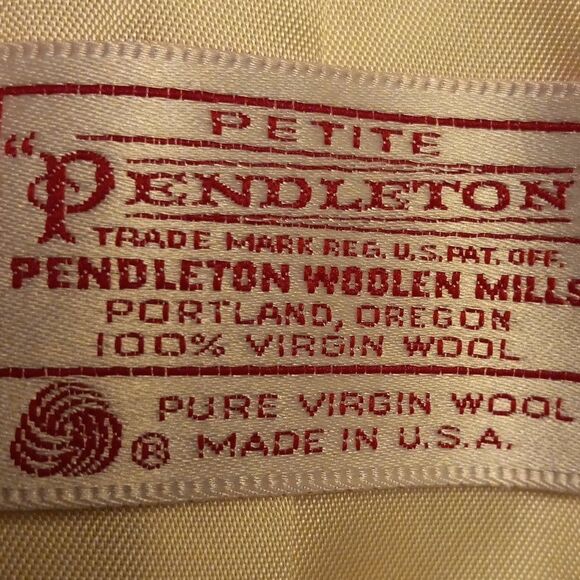 PETITE
"PENDLETON
TRADE MARK REG. U.S. PAT. OFF.
PENDLETON WOOLEN MILLS
PORTLAND, OREGON
100% VIRGIN WOOL
PURE VIRGIN WOOL
® MADE IN U.S.A.